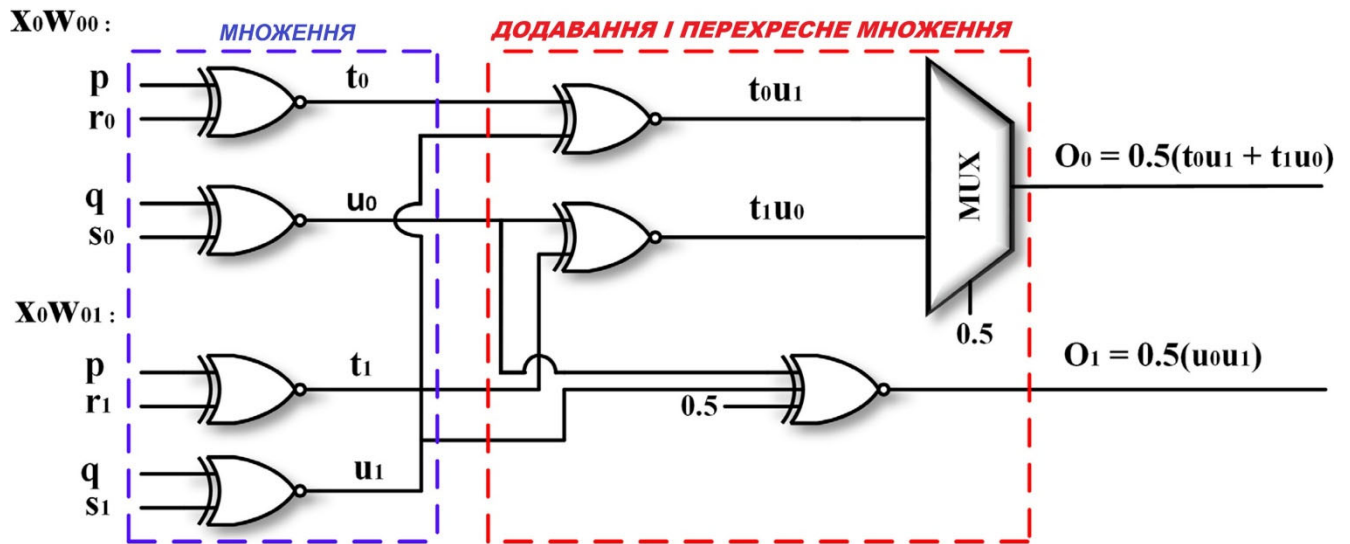 X₀W₀₀ :
МНОЖЕННЯ
ДОДАВАННЯ І ПЕРЕХРЕСНЕ МНОЖЕННЯ
p
r₀
t₀
t₀u₁
q
s₀
u₀
t₁u₀
MUX
0.5
O₀ = 0.5(t₀u₁ + t₁u₀)
X₀W₀₁ :
p
r₁
t₁
0.5
O₁ = 0.5(u₀u₁)
q
s₁
u₁